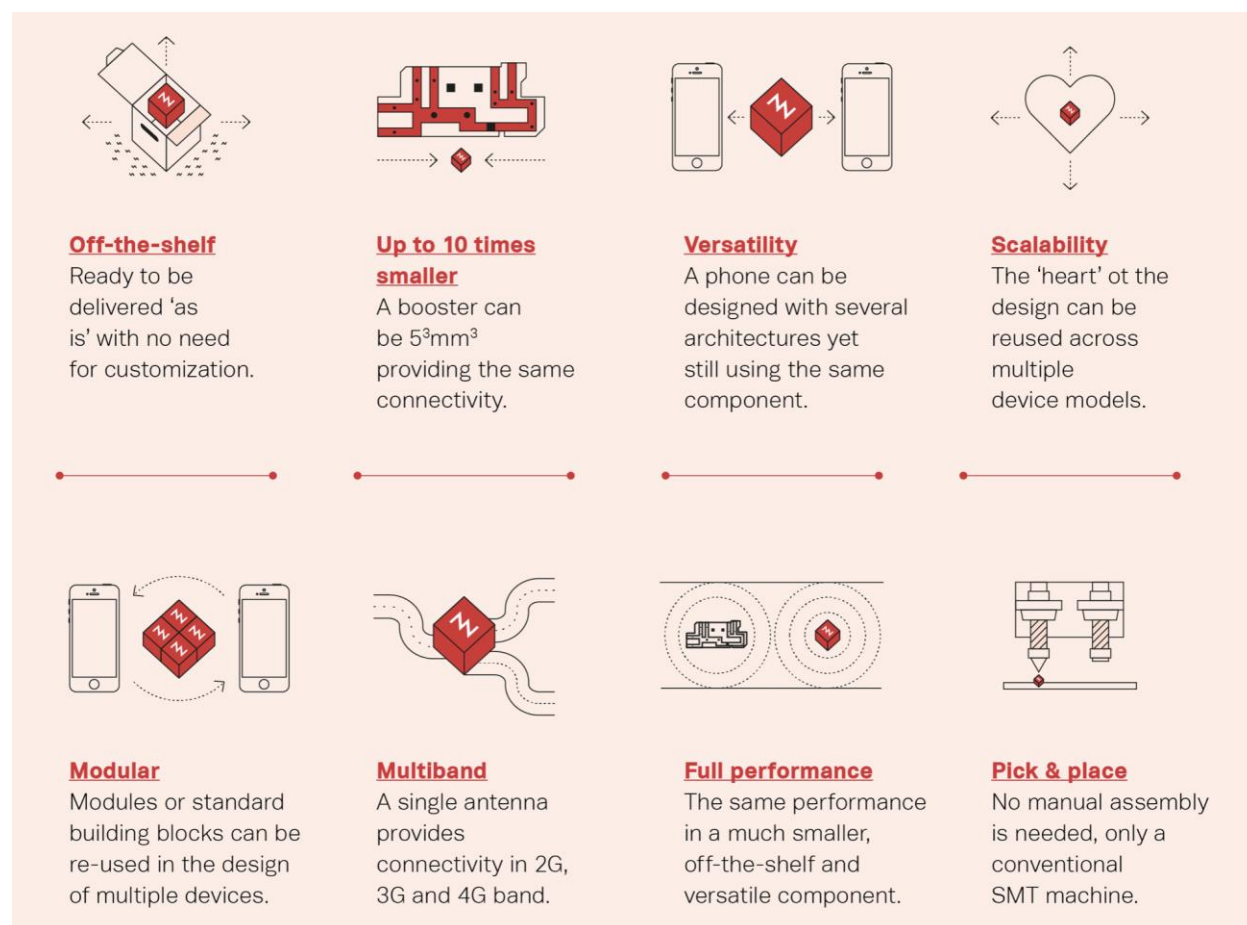 Off-the-shelf
Ready to be
delivered ‘as
is’ with no need
for customization.
Up to 10 times
smaller
A booster can
be 5³mm³
providing the same
connectivity.
Versatility
A phone can be
designed with several
architectures yet
still using the same
component.
Scalability
The ‘heart’ ot the
design can be
reused across
multiple
device models.
Modular
Modules or standard
building blocks can be
re-used in the design
of multiple devices.
Multiband
A single antenna
provides
connectivity in 2G,
3G and 4G band.
Full performance
The same performance
in a much smaller,
off-the-shelf and
versatile component.
Pick & place
No manual assembly
is needed, only a
conventional
SMT machine.